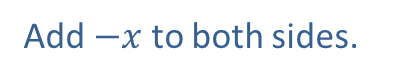 Add −x to both sides.